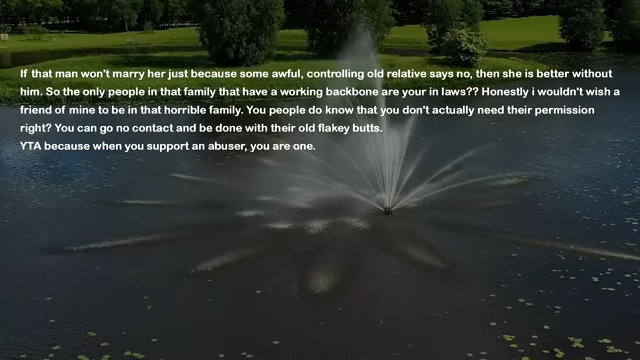 If that man won't marry her just because some awful, controlling old relative says no, then she is better without
him. So the only people in that family that have a working backbone are your in laws?? Honestly i wouldn't wish a
friend of mine to be in that horrible family. You people do know that you don't actually need their permission
right? You can go no contact and be done with their old flakey butts.
YTA because when you support an abuser, you are one.